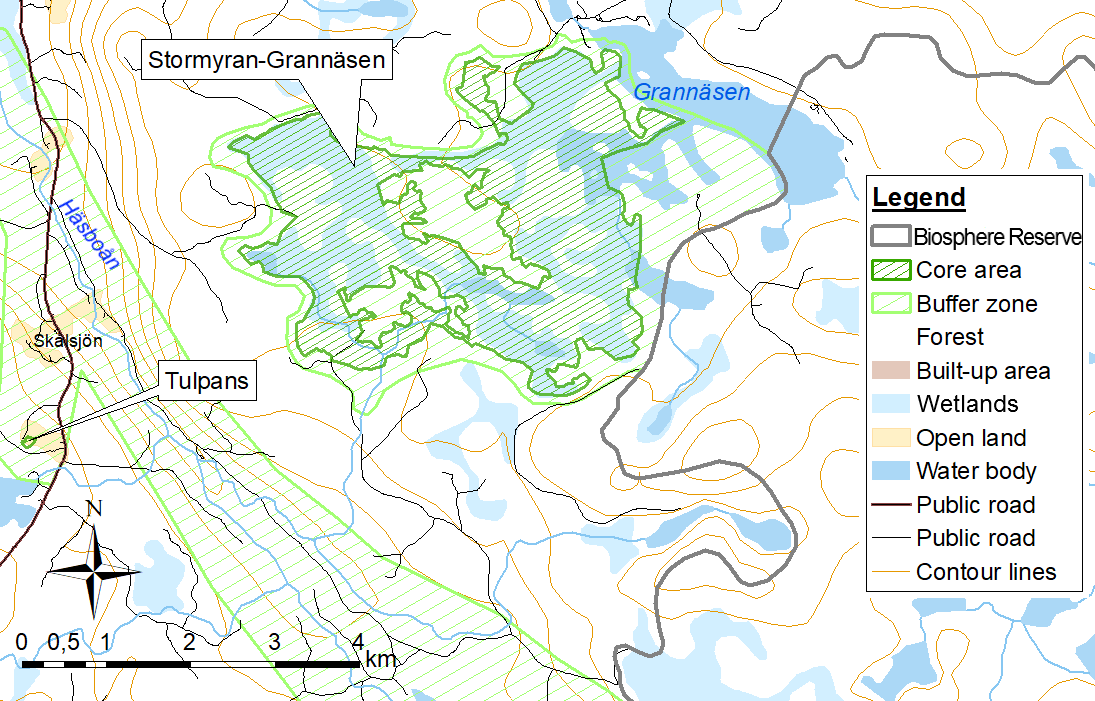 Stormyran-Grannäsen
Grannäsen
Häsboån
Skälsjön
Tulpans
N
0 0,5 1 2 3 4
km
Legend
Biosphere Reserve
Core area
Buffer zone
Forest
Built-up area
Wetlands
Open land
Water body
Public road
Public road
Contour lines